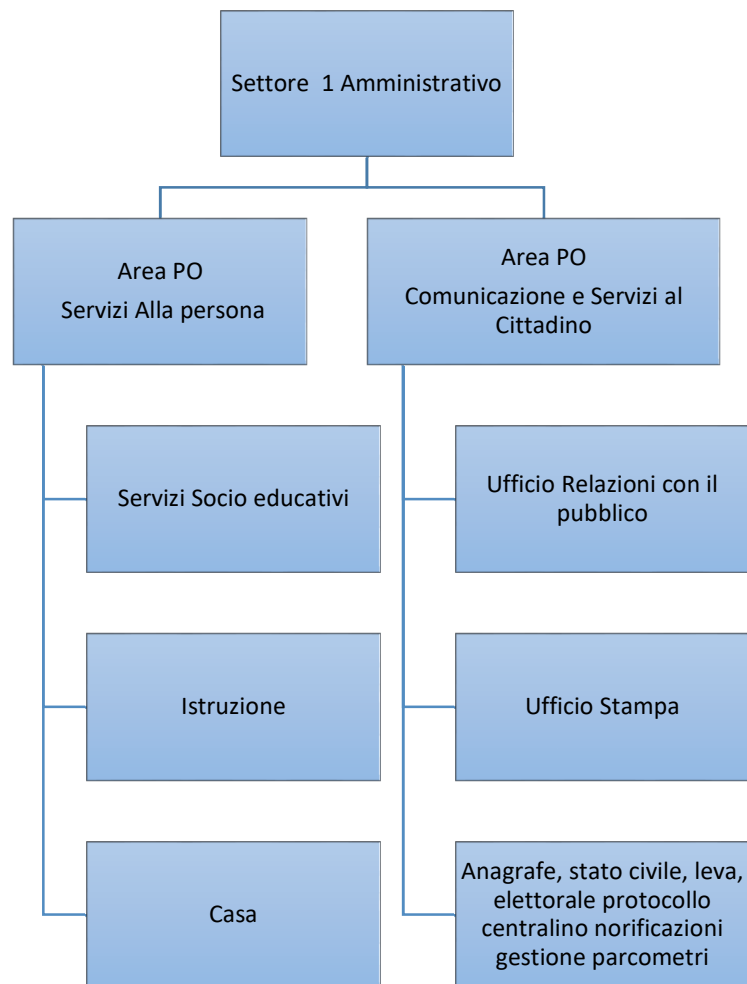 Settore  1 Amministrativo
Area PO
Servizi Alla persona
Servizi Socio educativi
Istruzione
Casa
Area PO
Comunicazione e Servizi al
Cittadino
Ufficio Relazioni con il
pubblico
Ufficio Stampa
Anagrafe, stato civile, leva,
elettorale protocollo
centralino norificazioni
gestione parcometri